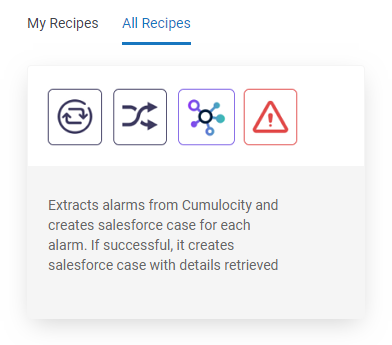 My Recipes All Recipes
Extracts alarms from Cumulocity and
creates salesforce case for each
alarm. If successful, it creates
salesforce case with details retrieved